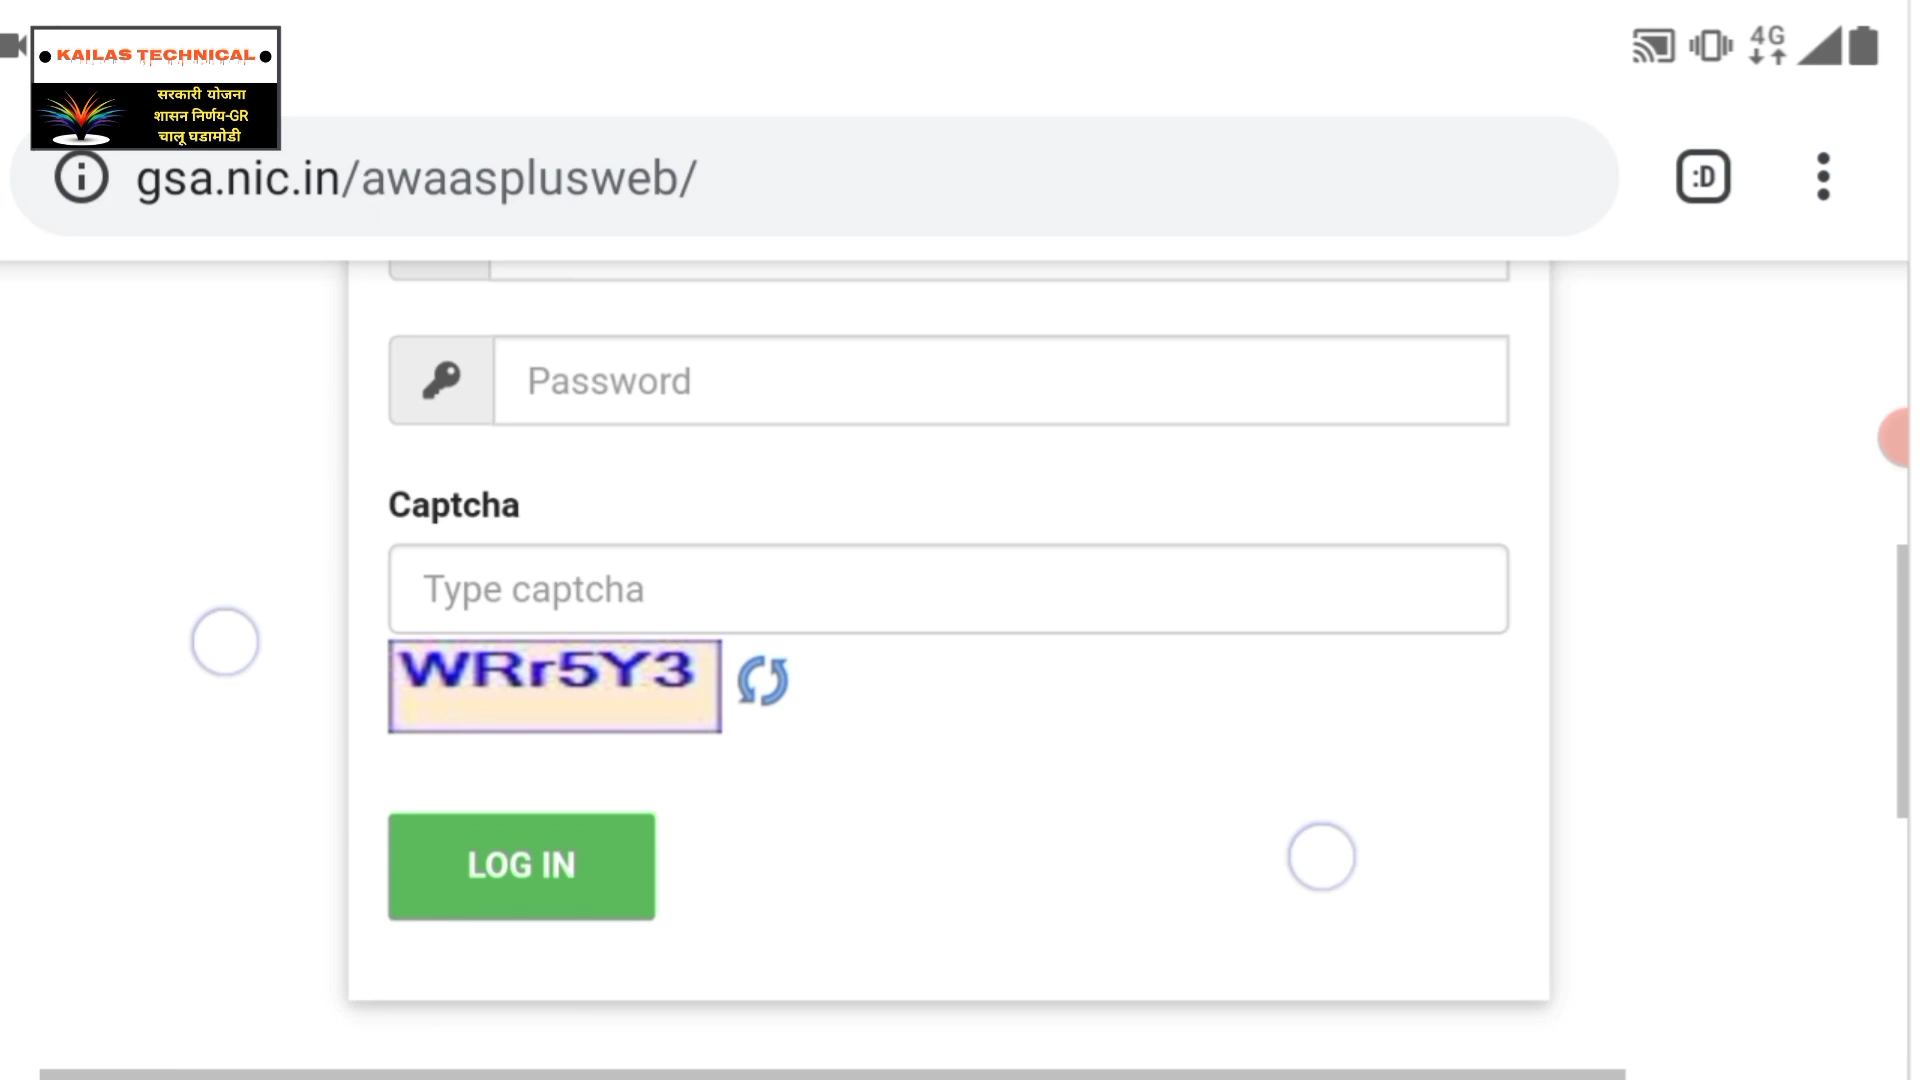 KAILAS TECHNICAL
सरकारी योजना
शासन निर्णय-GR
चालू घडामोडी
4G
gsa.nic.in/awaasplusweb/
:D
Password
Captcha
Type captcha
WRr5Y3
LOG IN